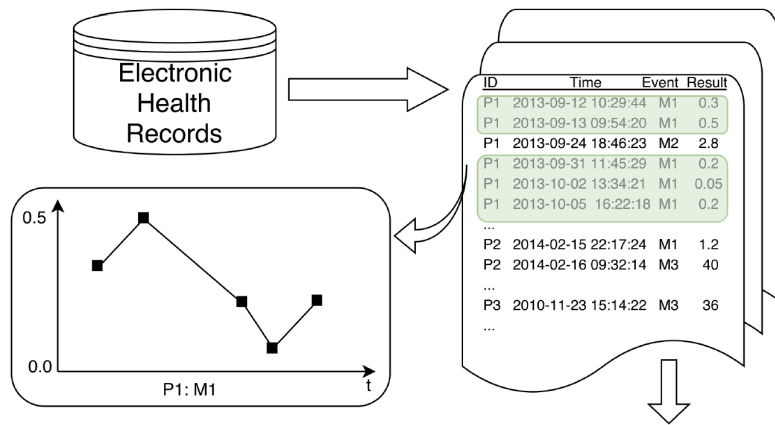 Electronic
Health
Records
ID Time Event Result
P1 2013-09-12 10:29:44 M1 0.3
P1 2013-09-13 09:54:20 M1 0.5
P1 2013-09-24 18:46:23 M2 2.8
P1 2013-09-31 11:45:29 M1 0.2
P1 2013-10-02 13:34:21 M1 0.05
P1 2013-10-05 16:22:18 M1 0.2
...
P2 2014-02-15 22:17:24 M1 1.2
P2 2014-02-16 09:32:14 M3 40
...
P3 2010-11-23 15:14:22 M3 36
...
0.5
0.0
t
P1: M1